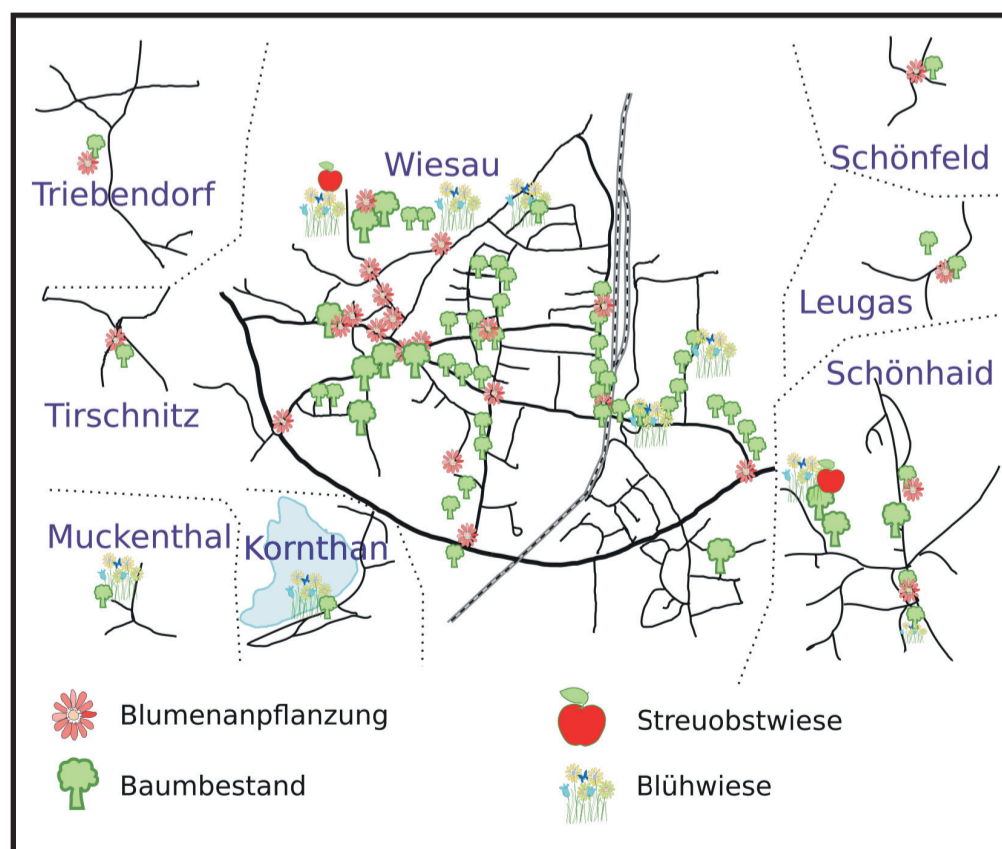 Wiesau
Schönfeld
Triebendorf
Leugas
Schönhaid
Tirschnitz
Muckenthal
Kornthan
Blumenanpflanzung
Streuobstwiese
Baumbestand
Blühwiese